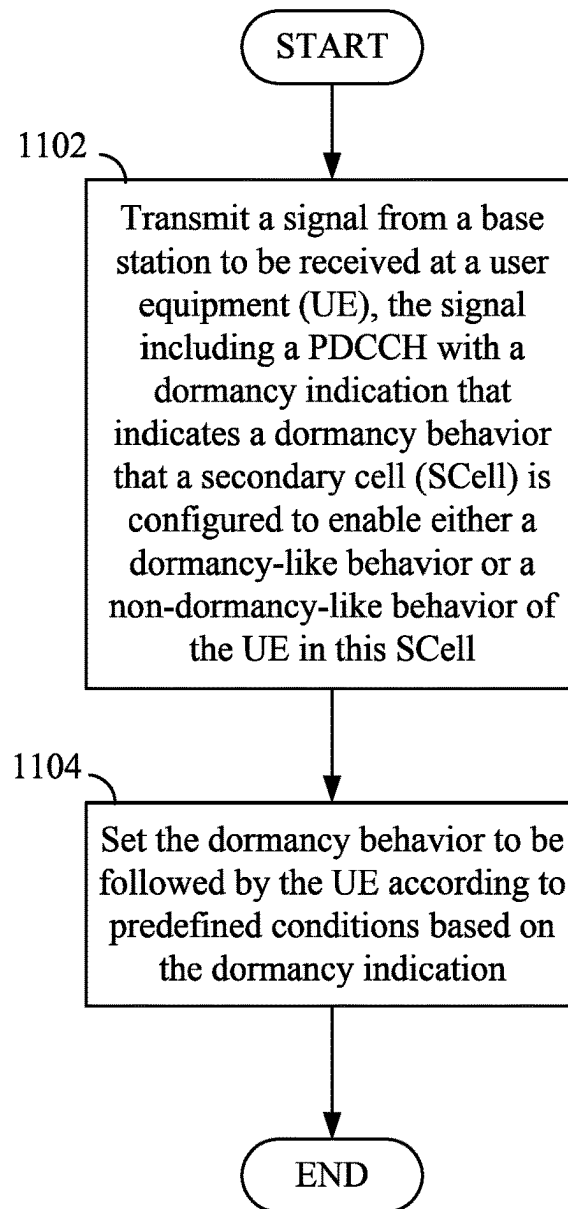 START
1102
Transmit a signal from a base
station to be received at a user
equipment (UE), the signal
including a PDCCH with a
dormancy indication that
indicates a dormancy behavior
that a secondary cell (SCell) is
configured to enable either a
dormancy-like behavior or a
non-dormancy-like behavior of
the UE in this SCell
1104
Set the dormancy behavior to be
followed by the UE according to
predefined conditions based on
the dormancy indication
END